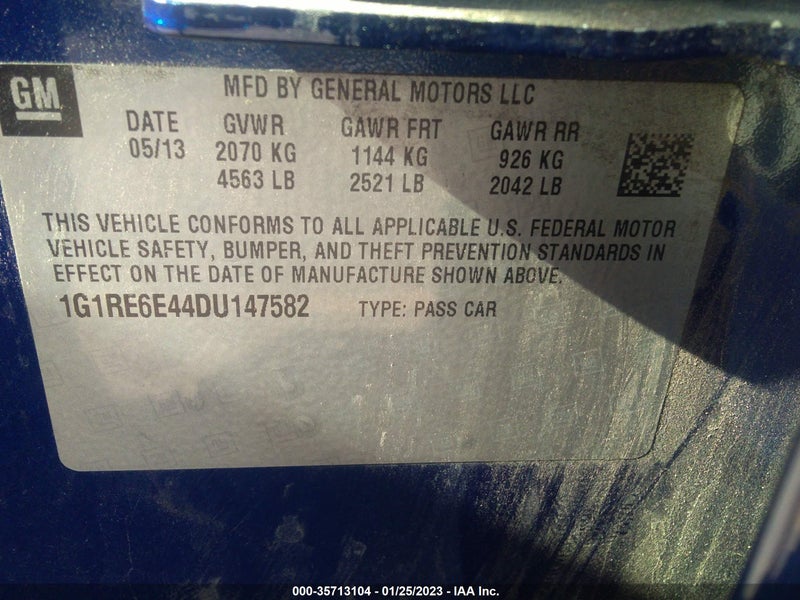 GM
MFD BY GENERAL MOTORS LLC
DATE GVWR GAWR FRT GAWR RR
05/13 2070 KG 1144 KG 926 KG
4563 LB 2521 LB 2042 LB
THIS VEHICLE CONFORMS TO ALL APPLICABLE U.S. FEDERAL MOTOR
VEHICLE SAFETY, BUMPER, AND THEFT PREVENTION STANDARDS IN
EFFECT ON THE DATE OF MANUFACTURE SHOWN ABOVE.
1G1RE6E44DU147582 TYPE: PASS CAR
000-35713104 - 01/25/2023 - IAA Inc.